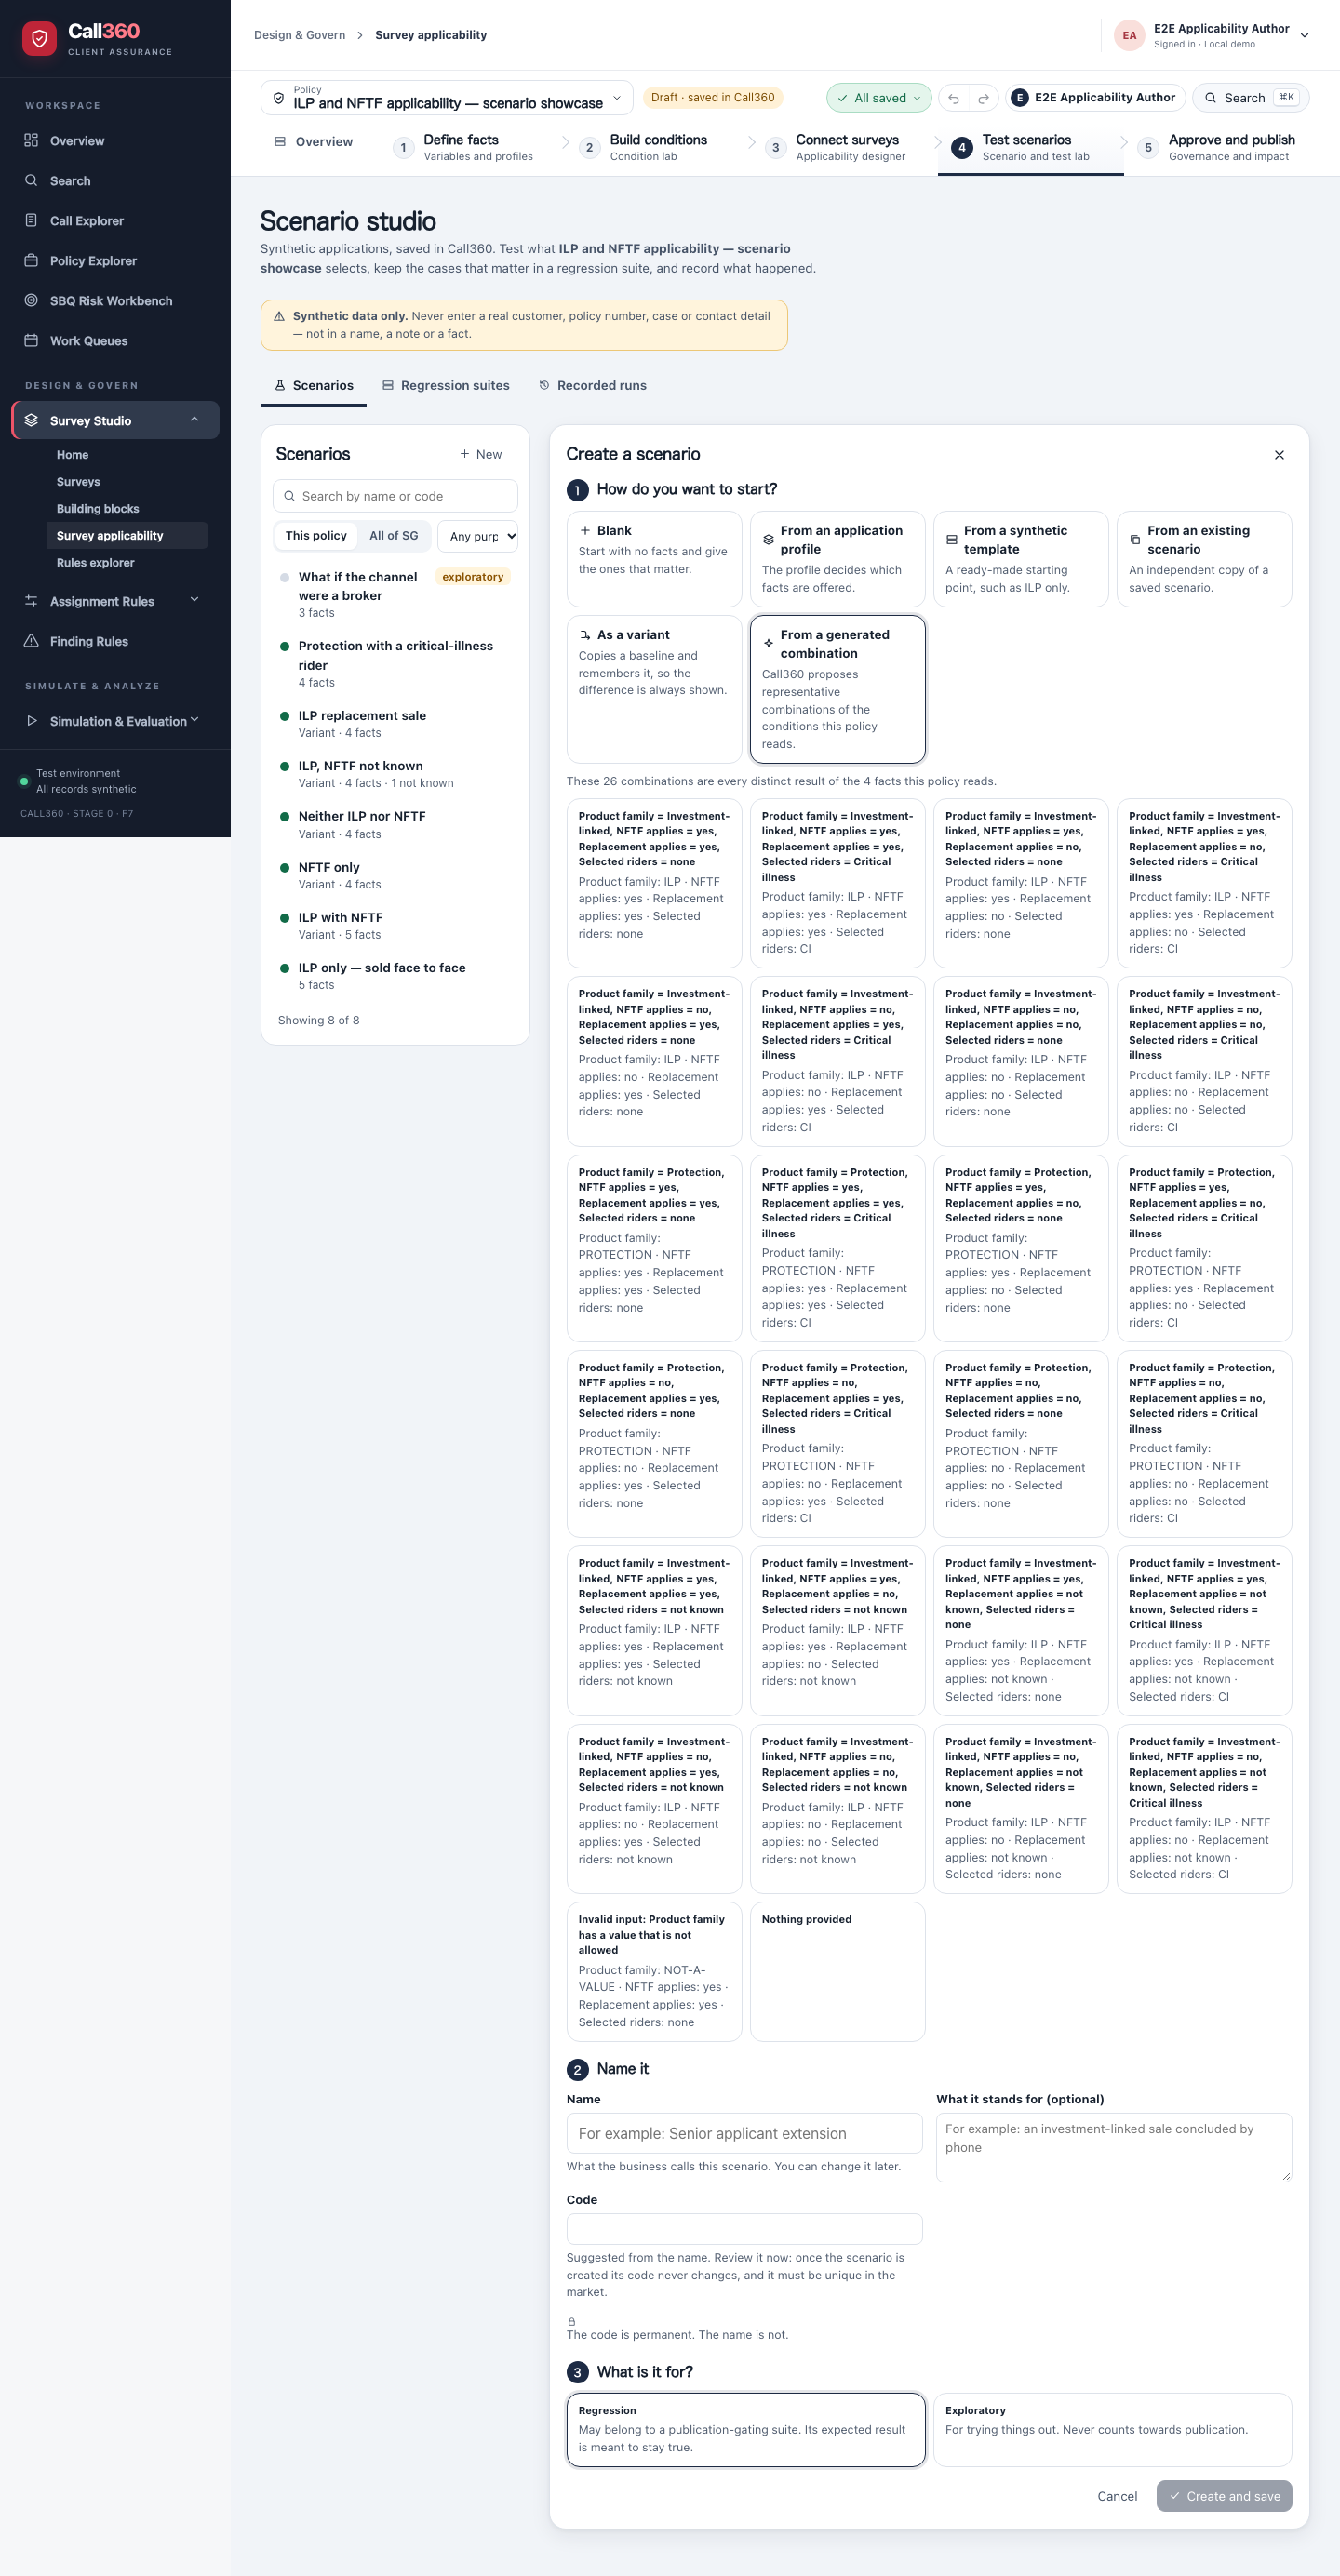 Call360
CLIENT ASSURANCE
WORKSPACE
Overview
Search
Call Explorer
Policy Explorer
SBQ Risk Workbench
Work Queues
DESIGN & GOVERN
Survey Studio
Home
Surveys
Building blocks
Survey applicability
Rules explorer
Assignment Rules
Finding Rules
SIMULATE & ANALYZE
Simulation & Evaluation
Test environment
All records synthetic
CALL360 · STAGE 0 · F7
Design & Govern
Survey applicability
EA
E2E Applicability Author
Signed in · Local demo
Policy
ILP and NFTF applicability — scenario showcase
Draft · saved in Call360
All saved
E
E2E Applicability Author
Search
⌘K
Overview
1
Define facts
Variables and profiles
2
Build conditions
Condition lab
3
Connect surveys
Applicability designer
4
Test scenarios
Scenario and test lab
5
Approve and publish
Governance and impact
Scenario studio
Synthetic applications, saved in Call360. Test what ILP and NFTF applicability — scenario
showcase selects, keep the cases that matter in a regression suite, and record what happened.
Synthetic data only. Never enter a real customer, policy number, case or contact detail
— not in a name, a note or a fact.
Scenarios
Regression suites
Recorded runs
Scenarios
New
Search by name or code
This policy
All of SG
Any purp
What if the channel
were a broker
exploratory
3 facts
Protection with a critical-illness
rider
4 facts
ILP replacement sale
Variant · 4 facts
ILP, NFTF not known
Variant · 4 facts · 1 not known
Neither ILP nor NFTF
Variant · 4 facts
NFTF only
Variant · 4 facts
ILP with NFTF
Variant · 5 facts
ILP only — sold face to face
5 facts
Showing 8 of 8
Create a scenario
1
How do you want to start?
Blank
Start with no facts and give
the ones that matter.
From an application
profile
The profile decides which
facts are offered.
From a synthetic
template
A ready-made starting
point, such as ILP only.
From an existing
scenario
An independent copy of a
saved scenario.
As a variant
Copies a baseline and
remembers it, so the
difference is always shown.
From a generated
combination
Call360 proposes
representative
combinations of the
conditions this policy
reads.
These 26 combinations are every distinct result of the 4 facts this policy reads.
Product family = Investment-
linked, NFTF applies = yes,
Replacement applies = yes,
Selected riders = none
Product family: ILP · NFTF
applies: yes · Replacement
applies: yes · Selected
riders: none
Product family = Investment-
linked, NFTF applies = yes,
Replacement applies = yes,
Selected riders = Critical
illness
Product family: ILP · NFTF
applies: yes · Replacement
applies: yes · Selected
riders: CI
Product family = Investment-
linked, NFTF applies = yes,
Replacement applies = no,
Selected riders = none
Product family: ILP · NFTF
applies: yes · Replacement
applies: no · Selected
riders: none
Product family = Investment-
linked, NFTF applies = yes,
Replacement applies = no,
Selected riders = Critical
illness
Product family: ILP · NFTF
applies: yes · Replacement
applies: no · Selected
riders: CI
Product family = Investment-
linked, NFTF applies = no,
Replacement applies = yes,
Selected riders = none
Product family: ILP · NFTF
applies: no · Replacement
applies: yes · Selected
riders: none
Product family = Investment-
linked, NFTF applies = no,
Replacement applies = yes,
Selected riders = Critical
illness
Product family: ILP · NFTF
applies: no · Replacement
applies: yes · Selected
riders: CI
Product family = Investment-
linked, NFTF applies = no,
Replacement applies = no,
Selected riders = none
Product family: ILP · NFTF
applies: no · Replacement
applies: no · Selected
riders: none
Product family = Investment-
linked, NFTF applies = no,
Replacement applies = no,
Selected riders = Critical
illness
Product family: ILP · NFTF
applies: no · Replacement
applies: no · Selected
riders: CI
Product family = Protection,
NFTF applies = yes,
Replacement applies = yes,
Selected riders = none
Product family:
PROTECTION · NFTF
applies: yes · Replacement
applies: yes · Selected
riders: none
Product family = Protection,
NFTF applies = yes,
Replacement applies = yes,
Selected riders = Critical
illness
Product family:
PROTECTION · NFTF
applies: yes · Replacement
applies: yes · Selected
riders: CI
Product family = Protection,
NFTF applies = yes,
Replacement applies = no,
Selected riders = none
Product family:
PROTECTION · NFTF
applies: yes · Replacement
applies: no · Selected
riders: none
Product family = Protection,
NFTF applies = yes,
Replacement applies = no,
Selected riders = Critical
illness
Product family:
PROTECTION · NFTF
applies: yes · Replacement
applies: no · Selected
riders: CI
Product family = Protection,
NFTF applies = no,
Replacement applies = yes,
Selected riders = none
Product family:
PROTECTION · NFTF
applies: no · Replacement
applies: yes · Selected
riders: none
Product family = Protection,
NFTF applies = no,
Replacement applies = yes,
Selected riders = Critical
illness
Product family:
PROTECTION · NFTF
applies: no · Replacement
applies: yes · Selected
riders: CI
Product family = Protection,
NFTF applies = no,
Replacement applies = no,
Selected riders = none
Product family:
PROTECTION · NFTF
applies: no · Replacement
applies: no · Selected
riders: none
Product family = Protection,
NFTF applies = no,
Replacement applies = no,
Selected riders = Critical
illness
Product family:
PROTECTION · NFTF
applies: no · Replacement
applies: no · Selected
riders: CI
Product family = Investment-
linked, NFTF applies = yes,
Replacement applies = yes,
Selected riders = not known
Product family: ILP · NFTF
applies: yes · Replacement
applies: yes · Selected
riders: not known
Product family = Investment-
linked, NFTF applies = yes,
Replacement applies = no,
Selected riders = not known
Product family: ILP · NFTF
applies: yes · Replacement
applies: no · Selected
riders: not known
Product family = Investment-
linked, NFTF applies = yes,
Replacement applies = not
known, Selected riders =
none
Product family: ILP · NFTF
applies: yes · Replacement
applies: not known ·
Selected riders: none
Product family = Investment-
linked, NFTF applies = yes,
Replacement applies = not
known, Selected riders =
Critical illness
Product family: ILP · NFTF
applies: yes · Replacement
applies: not known ·
Selected riders: CI
Product family = Investment-
linked, NFTF applies = no,
Replacement applies = yes,
Selected riders = not known
Product family: ILP · NFTF
applies: no · Replacement
applies: yes · Selected
riders: not known
Product family = Investment-
linked, NFTF applies = no,
Replacement applies = no,
Selected riders = not known
Product family: ILP · NFTF
applies: no · Replacement
applies: no · Selected
riders: not known
Product family = Investment-
linked, NFTF applies = no,
Replacement applies = not
known, Selected riders =
none
Product family: ILP · NFTF
applies: no · Replacement
applies: not known ·
Selected riders: none
Product family = Investment-
linked, NFTF applies = no,
Replacement applies = not
known, Selected riders =
Critical illness
Product family: ILP · NFTF
applies: no · Replacement
applies: not known ·
Selected riders: CI
Invalid input: Product family
has a value that is not
allowed
Product family: NOT-A-
VALUE · NFTF applies: yes ·
Replacement applies: yes ·
Selected riders: none
Nothing provided
2
Name it
Name
For example: Senior applicant extension
What the business calls this scenario. You can change it later.
What it stands for (optional)
For example: an investment-linked sale concluded by
phone
Code
Suggested from the name. Review it now: once the scenario is
created its code never changes, and it must be unique in the
market.
The code is permanent. The name is not.
3
What is it for?
Regression
May belong to a publication-gating suite. Its expected result
is meant to stay true.
Exploratory
For trying things out. Never counts towards publication.
Cancel
Create and save